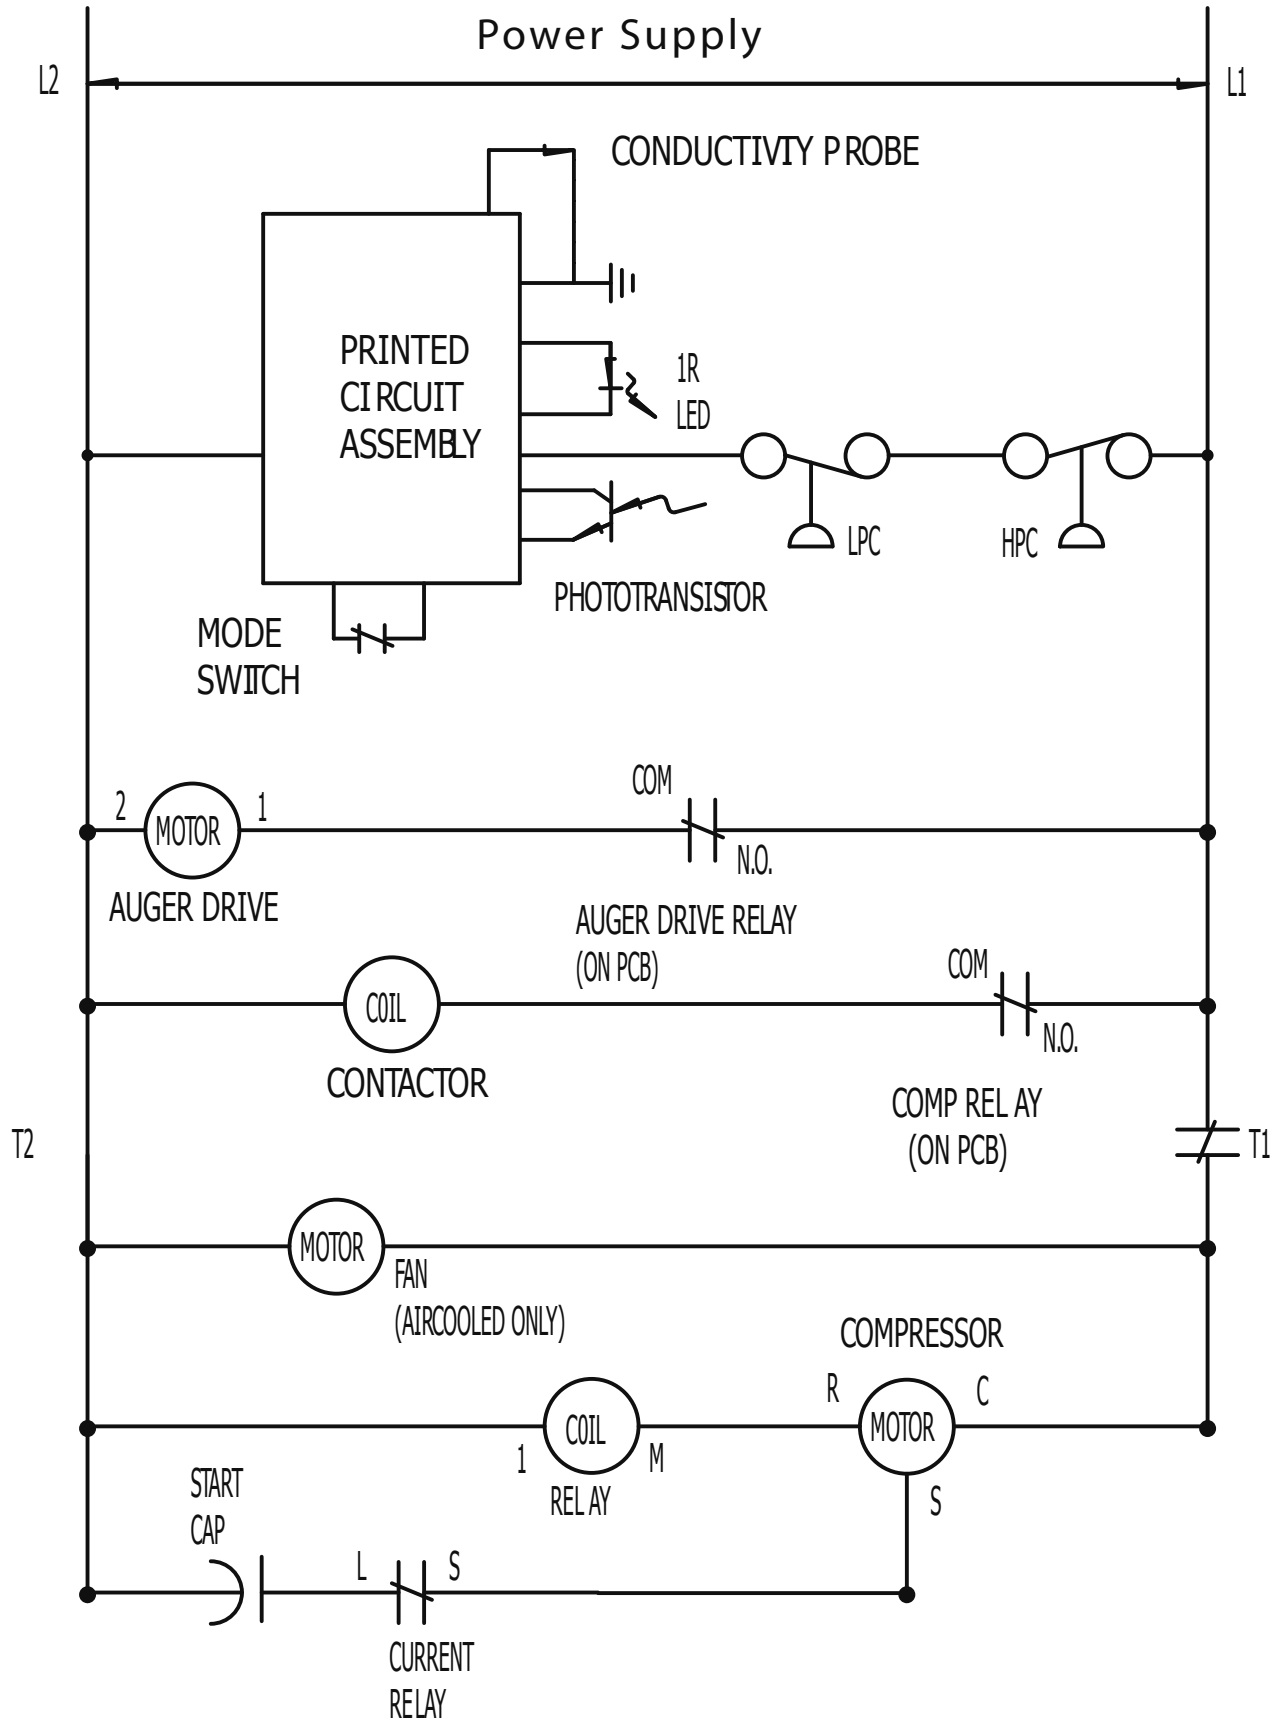 Power Supply
L2
L1
CONDUCTIVITY PROBE
PRINTED
CIRCUIT
ASSEMBLY
1R
LED
LPC
HPC
PHOTOTRANSISTOR
MODE
SWITCH
COM
2
MOTOR
1
N.O.
AUGER DRIVE
AUGER DRIVE RELAY
(ON PCB)
COM
COIL
N.O.
CONTACTOR
COMP RELAY
(ON PCB)
T2
T1
MOTOR
FAN
(AIRCOOLED ONLY)
COMPRESSOR
R
C
COIL
MOTOR
1
M
RELAY
S
START
CAP
L
S
CURRENT
RELAY